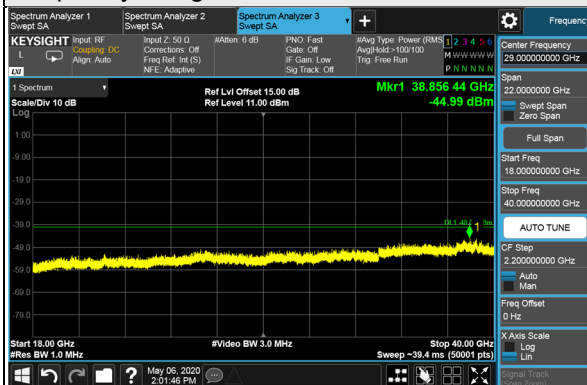 Spectrum Analyzer 1
Swept SA
Spectrum Analyzer 2
Swept SA
Spectrum Analyzer 3
Swept SA
Frequency
KEYSIGHT
L
LXI
Input: RF
Coupling: DC
Align: Auto
Input Z: 50 Ω
Corrections: Off
Freq Ref: Int (S)
NFE: Adaptive
#Atten: 6 dB
PNO: Fast
Gate: Off
IF Gain: Low
Sig Track: Off
#Avg Type: Power (RMS
Avg|Hold:>100/100
Trig: Free Run
1 2 3 4 5 6
M W W W W W
P N N N N N
1 Spectrum
Scale/Div 10 dB
Log
Ref Lvl Offset 15.00 dB
Ref Level 11.00 dBm
Mkr1 38.856 44 GHz
-44.99 dBm
1.00
-9.00
-19.0
-29.0
-39.0
-49.0
-59.0
-69.0
-79.0
1
Start 18.00 GHz
#Res BW 1.0 MHz
#Video BW 3.0 MHz
Stop 40.00 GHz
Sweep ~39.4 ms (50001 pts)
Center Frequency
29.000000000 GHz
Span
22.0000000 GHz
Swept Span
Zero Span
Full Span
Start Freq
18.000000000 GHz
Stop Freq
40.000000000 GHz
AUTO TUNE
CF Step
2.200000000 GHz
Auto
Man
Freq Offset
0 Hz
X Axis Scale
Log
Lin
Signal Track
(Span Zoom)
?
May 06, 2020
2:01:46 PM